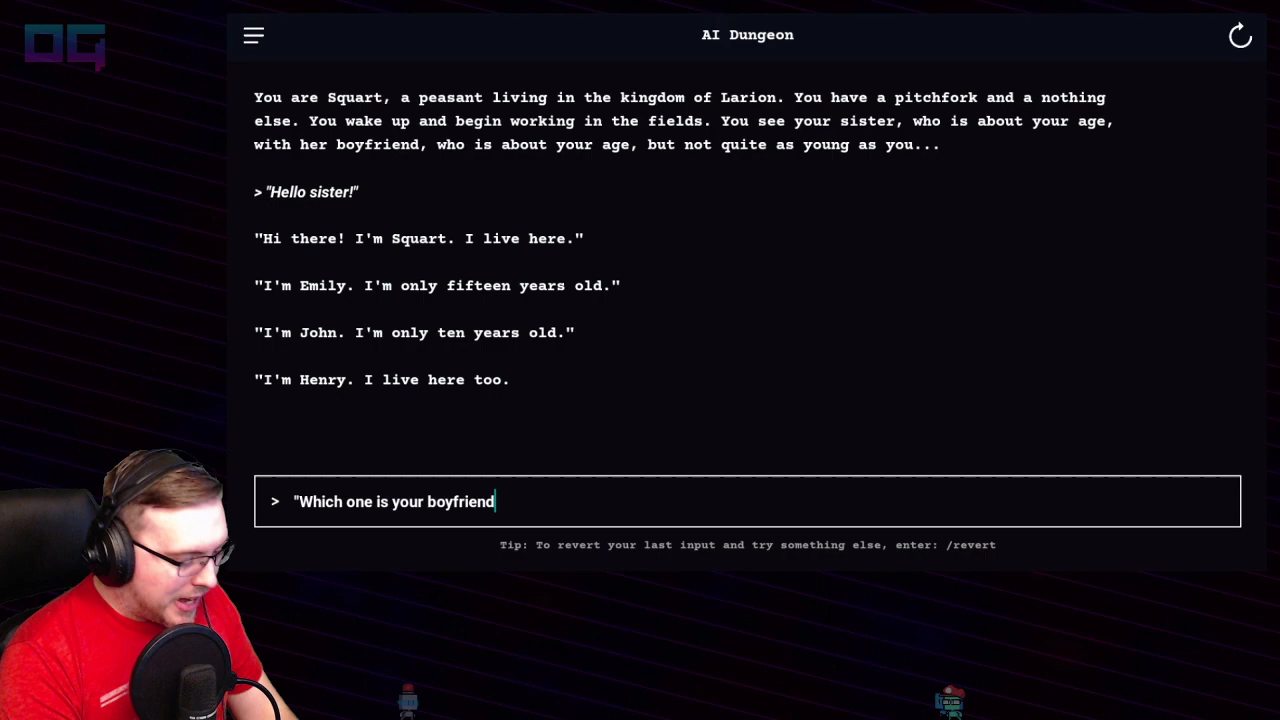 OG
AI Dungeon
You are Squart, a peasant living in the kingdom of Larion. You have a pitchfork and a nothing
else. You wake up and begin working in the fields. You see your sister, who is about your age,
with her boyfriend, who is about your age, but not quite as young as you...
> "Hello sister!"
"Hi there! I'm Squart. I live here."
"I'm Emily. I'm only fifteen years old."
"I'm John. I'm only ten years old."
"I'm Henry. I live here too.
> "Which one is your boyfriend
Tip: To revert your last input and try something else, enter: /revert